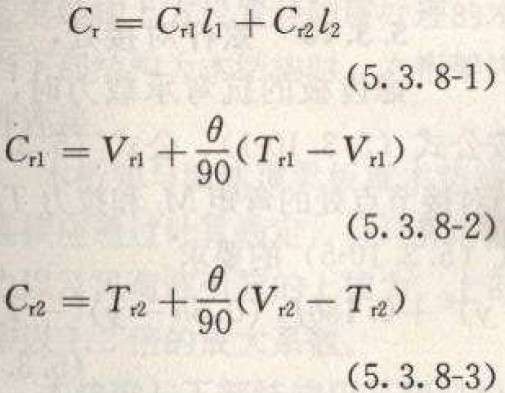 C_r = C_r1 l_1 + C_r2 l_2
(5.3.8-1)
C_r1 = V_r1 + θ/90 (T_r1 − V_r1)
(5.3.8-2)
C_r2 = T_r2 + θ/90 (V_r2 − T_r2)
(5.3.8-3)